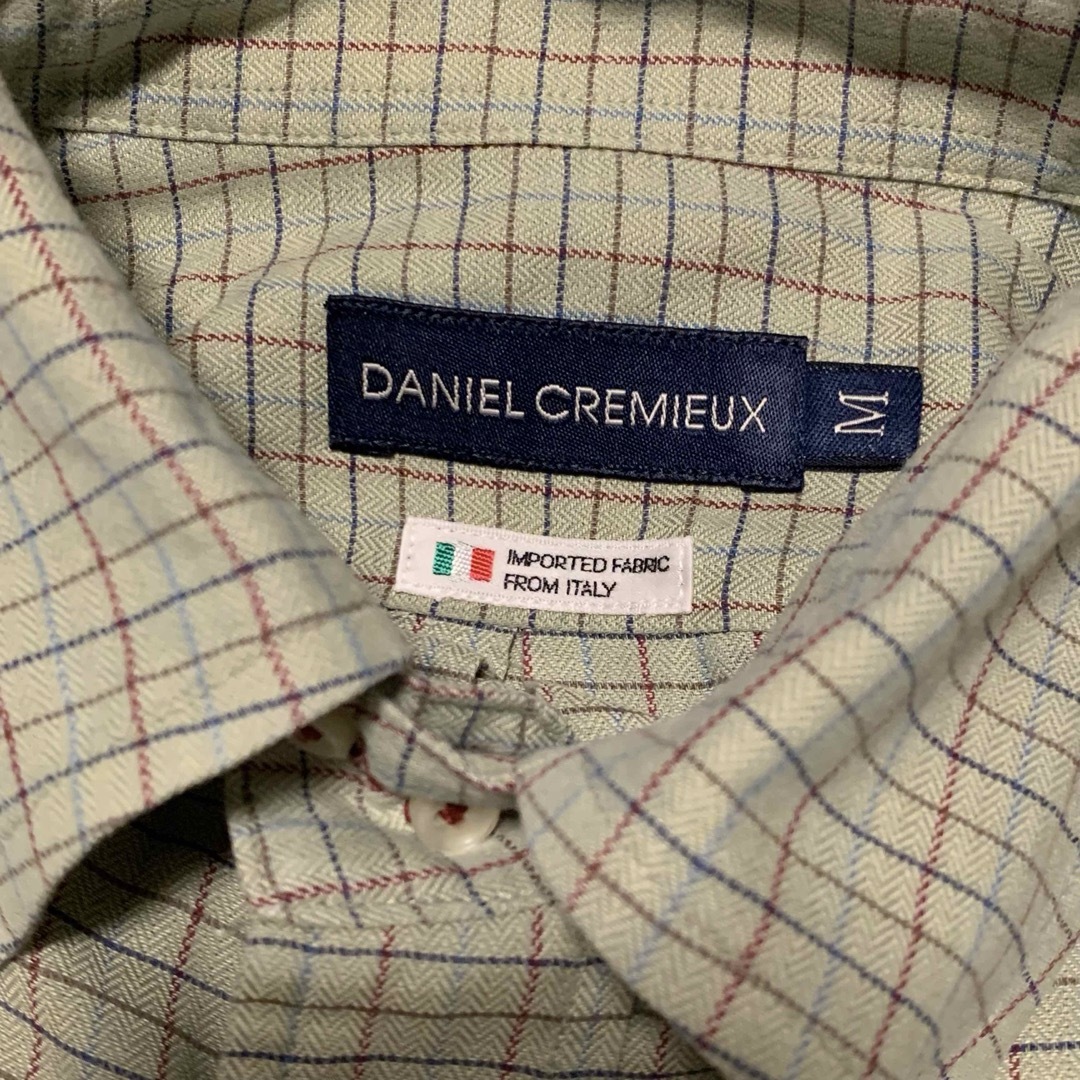 DANIEL CREMIEUX
M
IMPORTED FABRIC
FROM ITALY